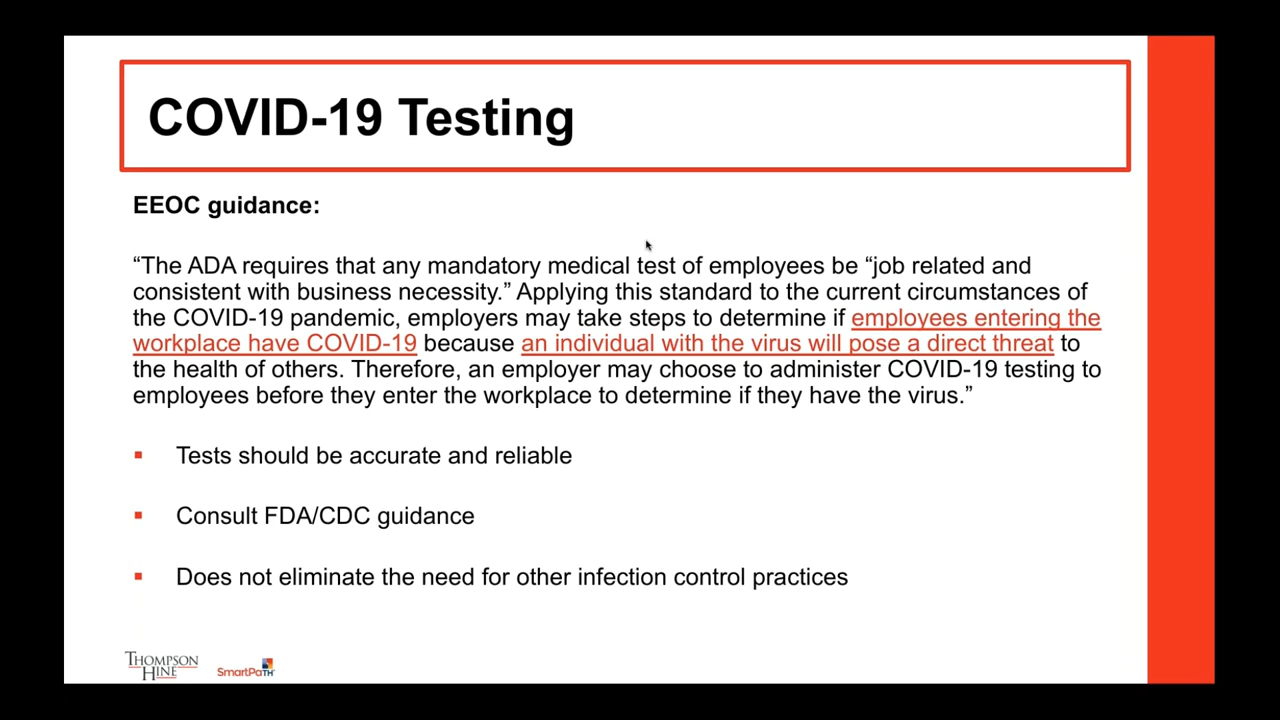 COVID-19 Testing
EEOC guidance:
“The ADA requires that any mandatory medical test of employees be “job related and
consistent with business necessity.” Applying this standard to the current circumstances of
the COVID-19 pandemic, employers may take steps to determine if employees entering the
workplace have COVID-19 because an individual with the virus will pose a direct threat to
the health of others. Therefore, an employer may choose to administer COVID-19 testing to
employees before they enter the workplace to determine if they have the virus.”
▪ Tests should be accurate and reliable
▪ Consult FDA/CDC guidance
▪ Does not eliminate the need for other infection control practices
THOMPSON
HINE
SmartPaTH